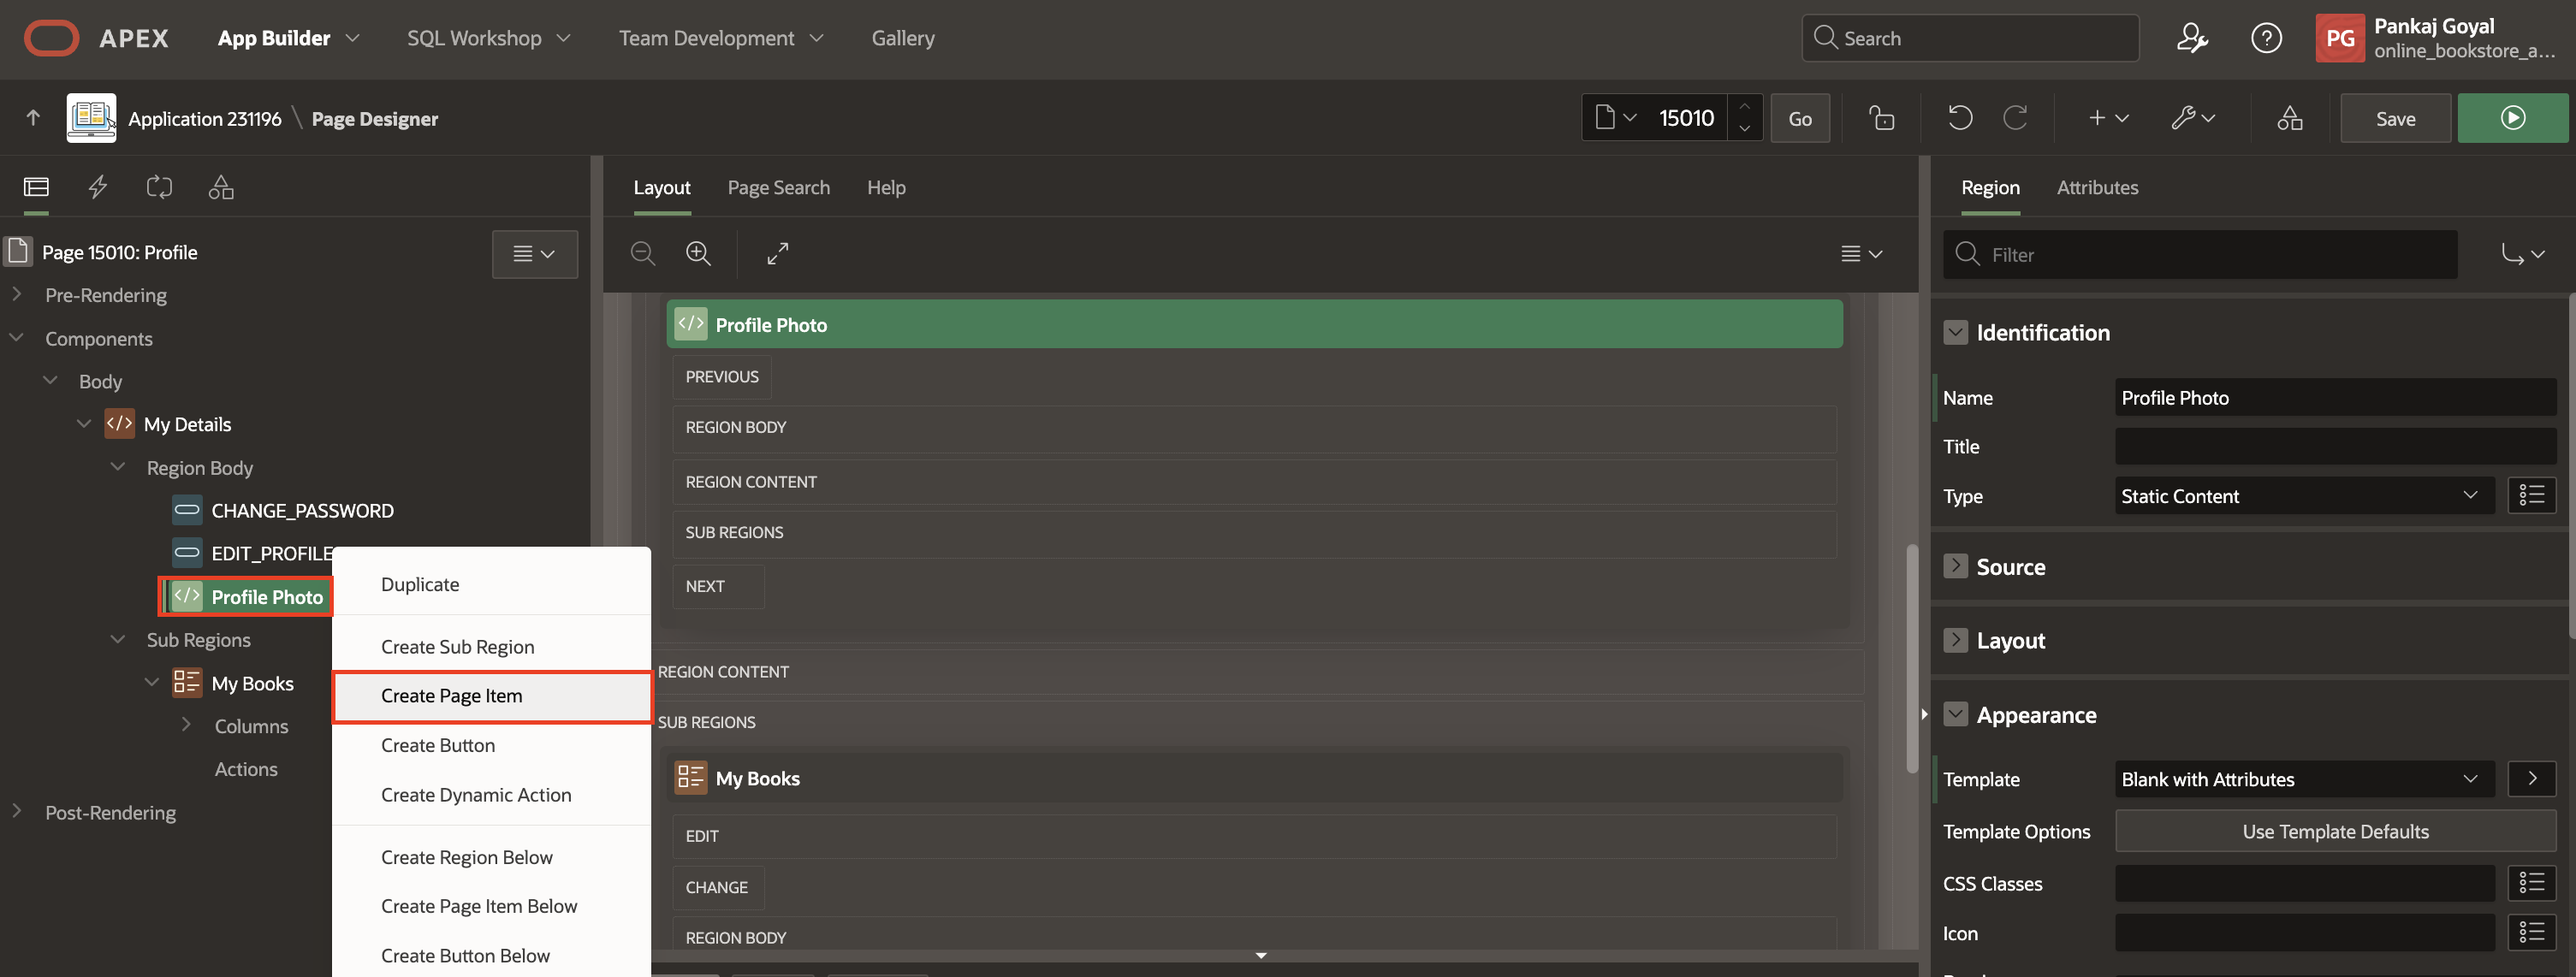 APEX
App Builder
SQL Workshop
Team Development
Gallery
Search
PG
Pankaj Goyal
online_bookstore_a...
Application 231196 \ Page Designer
15010
Go
Save
Page 15010: Profile
Pre-Rendering
Components
Body
My Details
Region Body
CHANGE_PASSWORD
EDIT_PROFILE
Profile Photo
Sub Regions
My Books
Columns
Actions
Post-Rendering
Duplicate
Create Sub Region
Create Page Item
Create Button
Create Dynamic Action
Create Region Below
Create Page Item Below
Create Button Below
Layout
Page Search
Help
Profile Photo
PREVIOUS
REGION BODY
REGION CONTENT
SUB REGIONS
NEXT
REGION CONTENT
SUB REGIONS
My Books
EDIT
CHANGE
REGION BODY
Region
Attributes
Filter
Identification
Name
Profile Photo
Title
Type
Static Content
Source
Layout
Appearance
Template
Blank with Attributes
Template Options
Use Template Defaults
CSS Classes
Icon